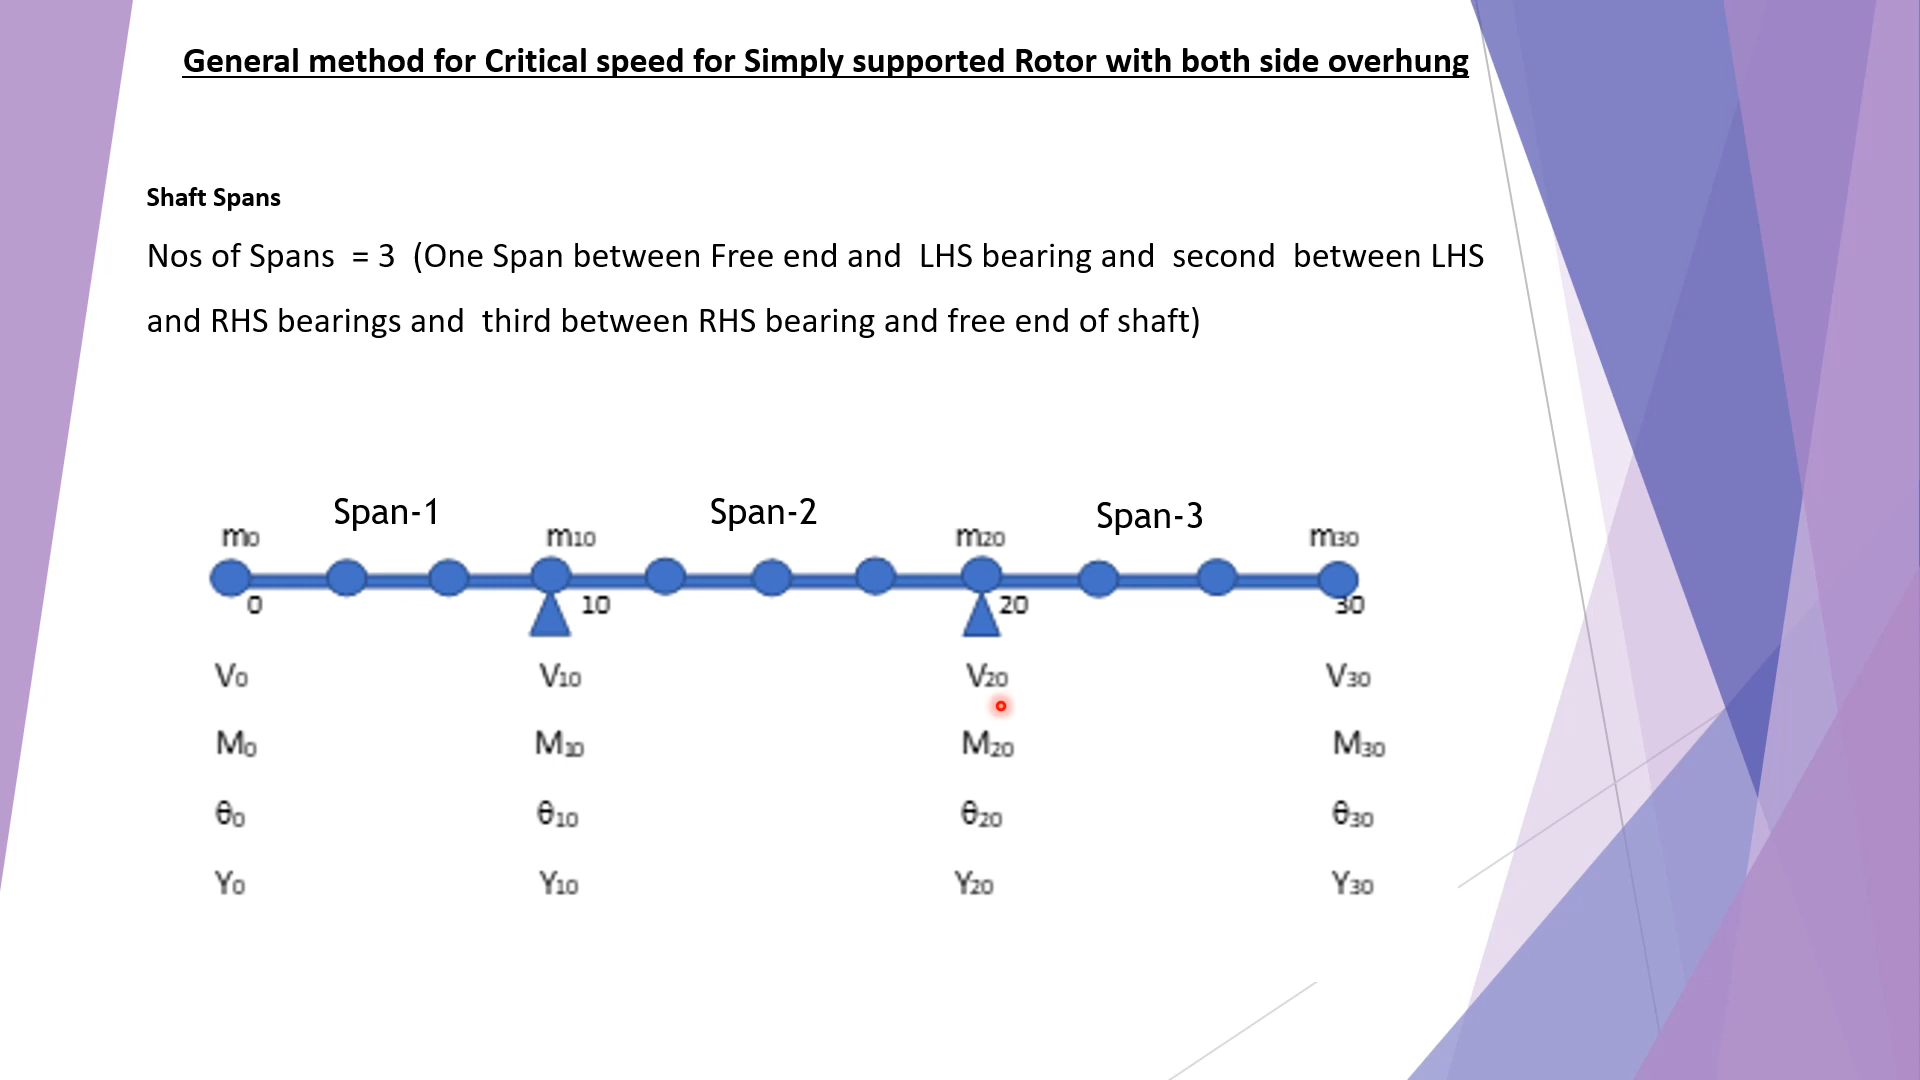 General method for Critical speed for Simply supported Rotor with both side overhung
Shaft Spans
Nos of Spans = 3 (One Span between Free end and LHS bearing and second between LHS
and RHS bearings and third between RHS bearing and free end of shaft)
Span-1 Span-2 Span-3
m0 m10 m20 m30
0 10 20 30
V0 V10 V20 V30
M0 M10 M20 M30
θ0 θ10 θ20 θ30
Y0 Y10 Y20 Y30